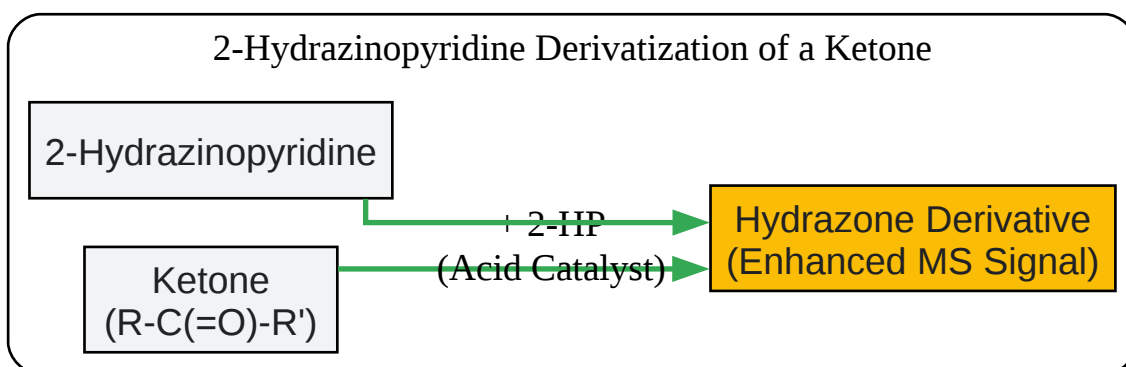 2-Hydrazinopyridine Derivatization of a Ketone
2-Hydrazinopyridine
+ 2-HP
(Acid Catalyst)
Ketone
(R-C(=O)-R')
Hydrazone Derivative
(Enhanced MS Signal)